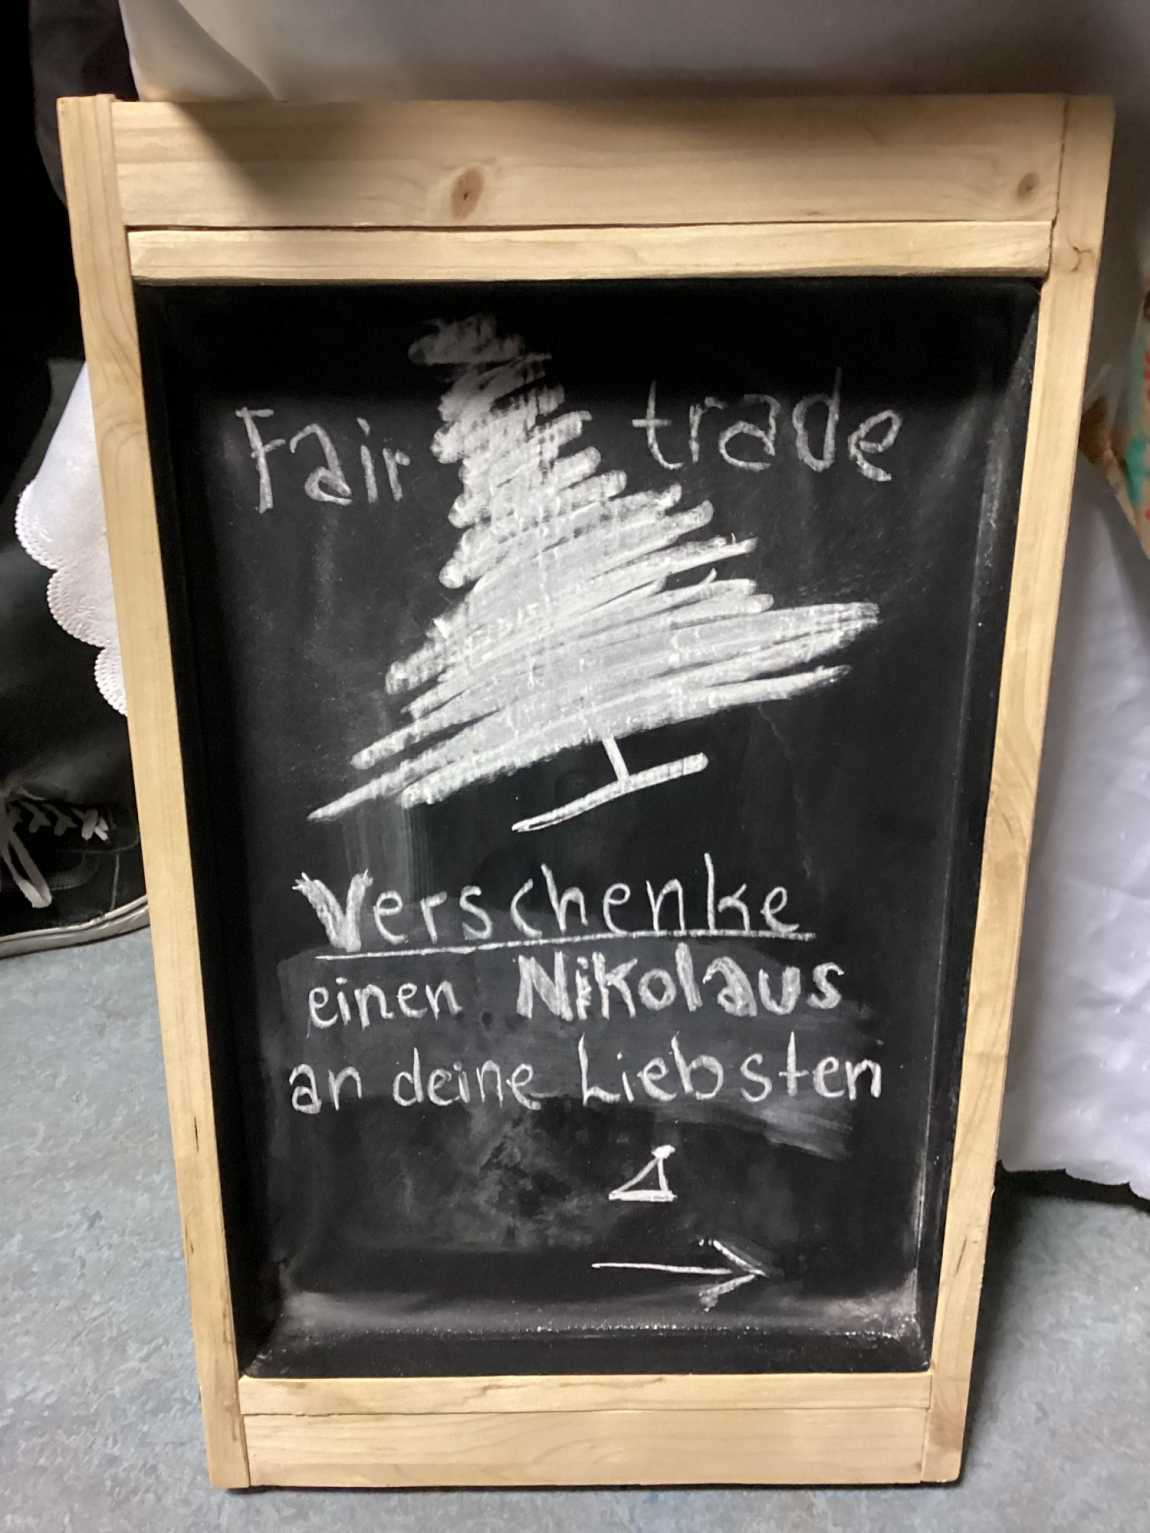 Fair trade
Verschenke
einen Nikolaus
an deine Liebsten